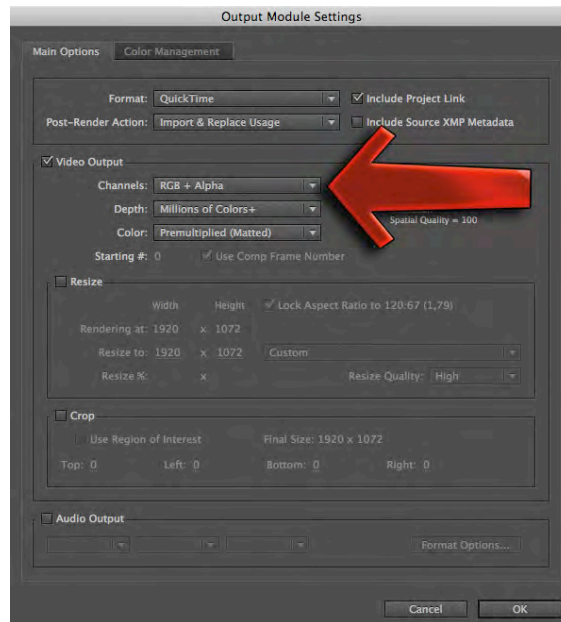 Output Module Settings
Main Options Color Management
Format: QuickTime Include Project Link
Post-Render Action: Import & Replace Usage Include Source XMP Metadata
Video Output
Channels: RGB + Alpha
Depth: Millions of Colors+
Spatial Quality = 100
Color: Premultiplied (Matted)
Starting #: 0 Use Comp Frame Number
Resize
Width Height Lock Aspect Ratio to 120:67 (1,79)
Rendering at: 1920 x 1072
Resize to: 1920 x 1072 Custom
Resize %: x Resize Quality: High
Crop
Use Region of Interest Final Size: 1920 x 1072
Top: 0 Left: 0 Bottom: 0 Right: 0
Audio Output
Format Options...
Cancel OK